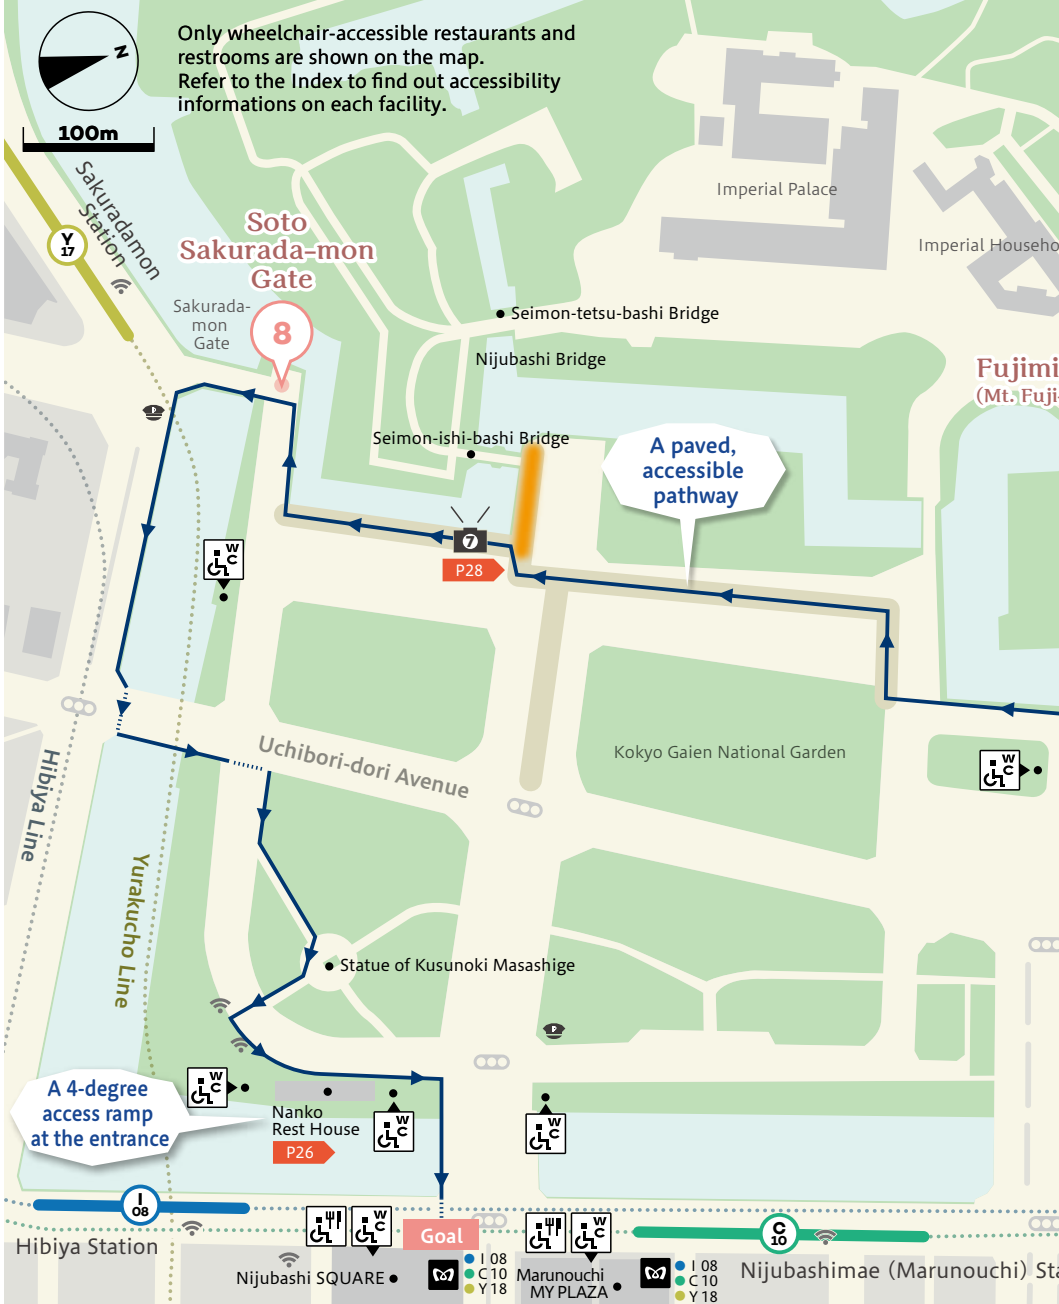 Only wheelchair-accessible restaurants and
restrooms are shown on the map.
Refer to the Index to find out accessibility
informations on each facility.
N
100m
Sakuradamon
Station
Y
17
Soto
Sakurada-mon
Gate
Sakurada-
mon
Gate
8
Imperial Palace
Imperial Househo
Seimon-tetsu-bashi Bridge
Nijubashi Bridge
Fujimi
(Mt. Fuji-
Seimon-ishi-bashi Bridge
A paved,
accessible
pathway
7
P28
WC
Uchibori-dori Avenue
Kokyo Gaien National Garden
WC
Hibiya Line
Yurakucho Line
Statue of Kusunoki Masashige
P
P
A 4-degree
access ramp
at the entrance
WC
Nanko
Rest House
P26
WC
WC
I
08
Hibiya Station
WC
Goal
WC
C
10
Nijubashi SQUARE
I 08
C 10
Y 18
Marunouchi
MY PLAZA
I 08
C 10
Y 18
Nijubashimae (Marunouchi) Sta